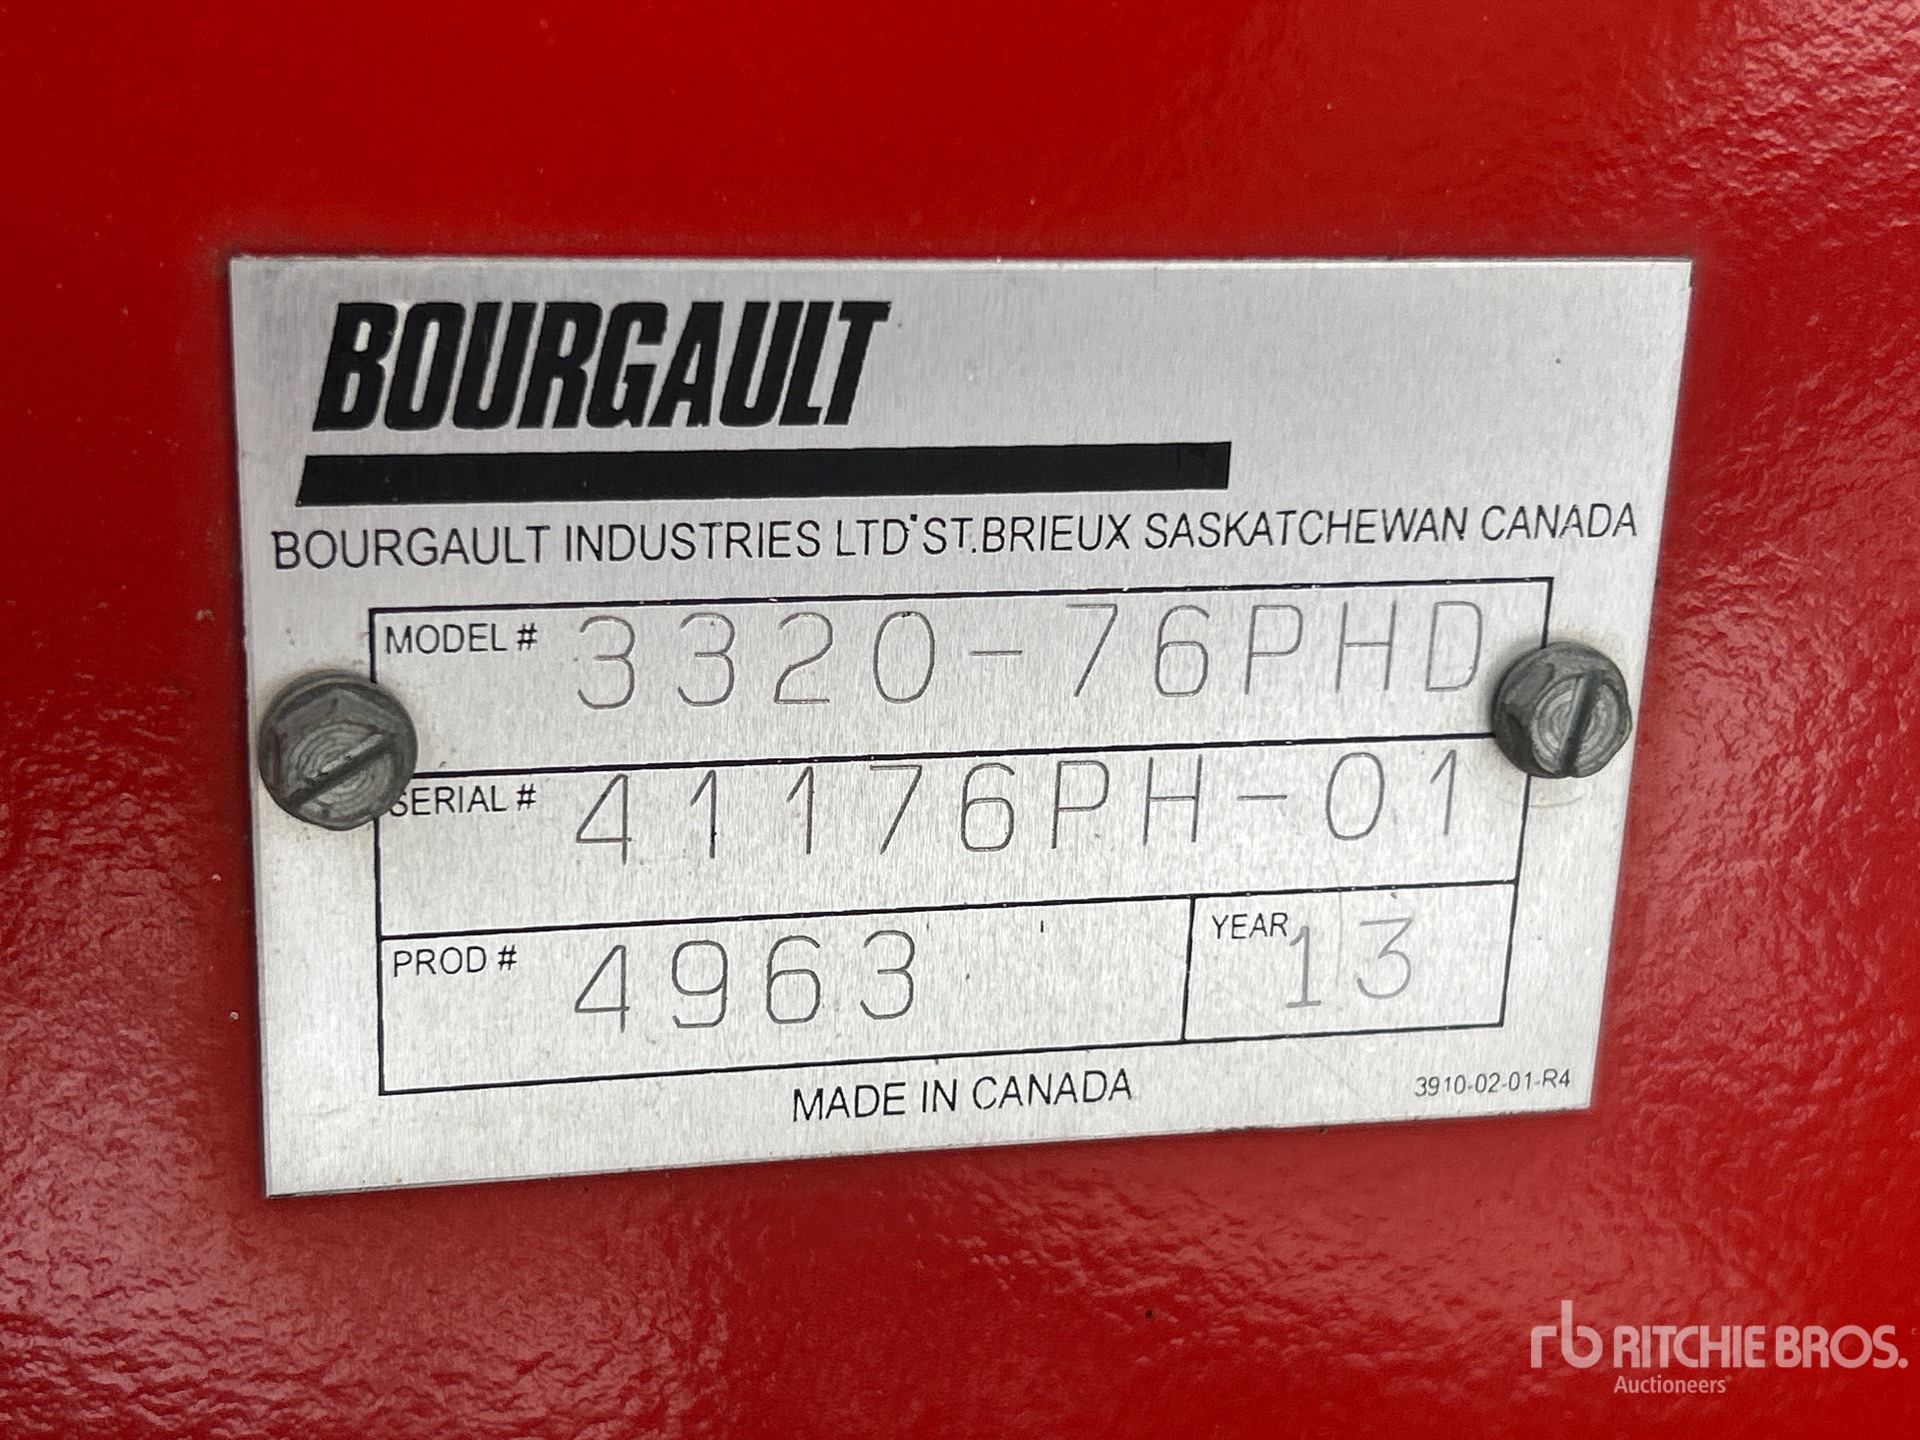 BOURGAULT
BOURGAULT INDUSTRIES LTD. ST.BRIEUX SASKATCHEWAN CANADA
MODEL # 3320-76PHD
SERIAL # 41176PH-01
PROD # 4963 YEAR 13
MADE IN CANADA 3910-02-01-R4
rb RITCHIE BROS.
Auctioneers